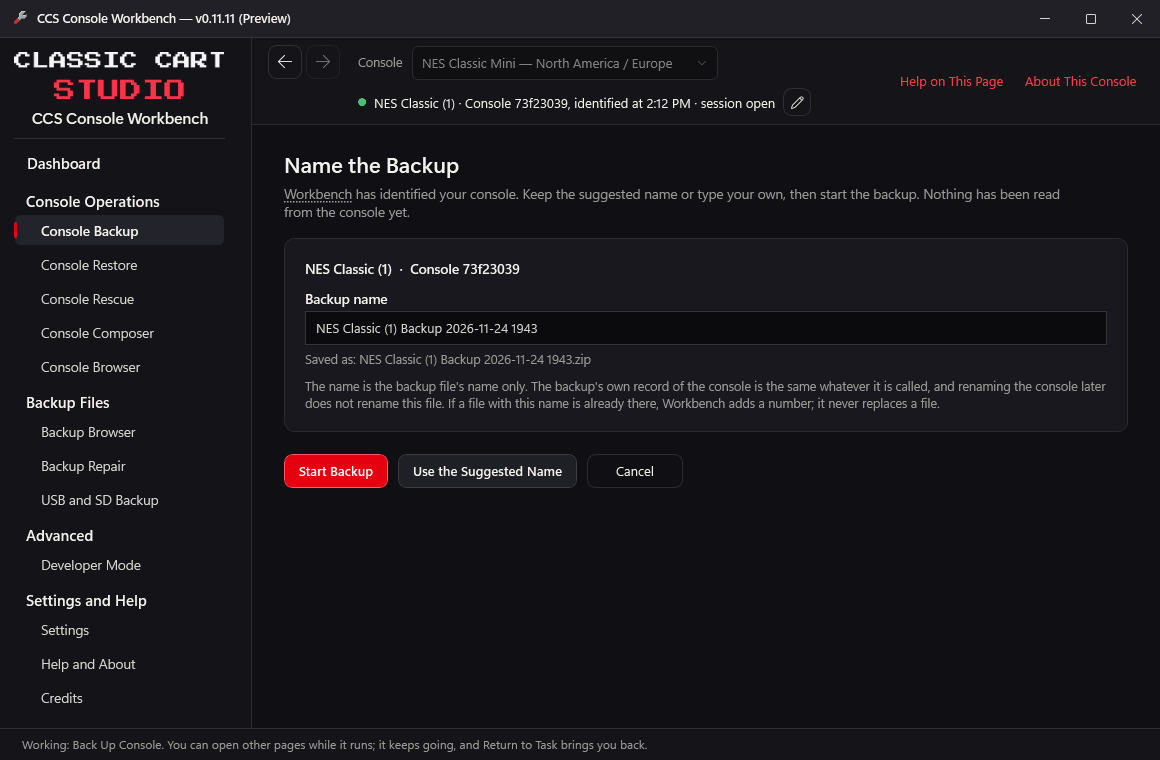 CCS Console Workbench — v0.11.11 (Preview)
CLASSIC CART
STUDIO
CCS Console Workbench
Dashboard
Console Operations
Console Backup
Console Restore
Console Rescue
Console Composer
Console Browser
Backup Files
Backup Browser
Backup Repair
USB and SD Backup
Advanced
Developer Mode
Settings and Help
Settings
Help and About
Credits
Console
NES Classic Mini — North America / Europe
NES Classic (1) · Console 73f23039, identified at 2:12 PM · session open
Help on This Page
About This Console
Name the Backup
Workbench has identified your console. Keep the suggested name or type your own, then start the backup. Nothing has been read
from the console yet.
NES Classic (1) · Console 73f23039
Backup name
NES Classic (1) Backup 2026-11-24 1943
Saved as: NES Classic (1) Backup 2026-11-24 1943.zip
The name is the backup file's name only. The backup's own record of the console is the same whatever it is called, and renaming the console later
does not rename this file. If a file with this name is already there, Workbench adds a number; it never replaces a file.
Start Backup
Use the Suggested Name
Cancel
Working: Back Up Console. You can open other pages while it runs; it keeps going, and Return to Task brings you back.